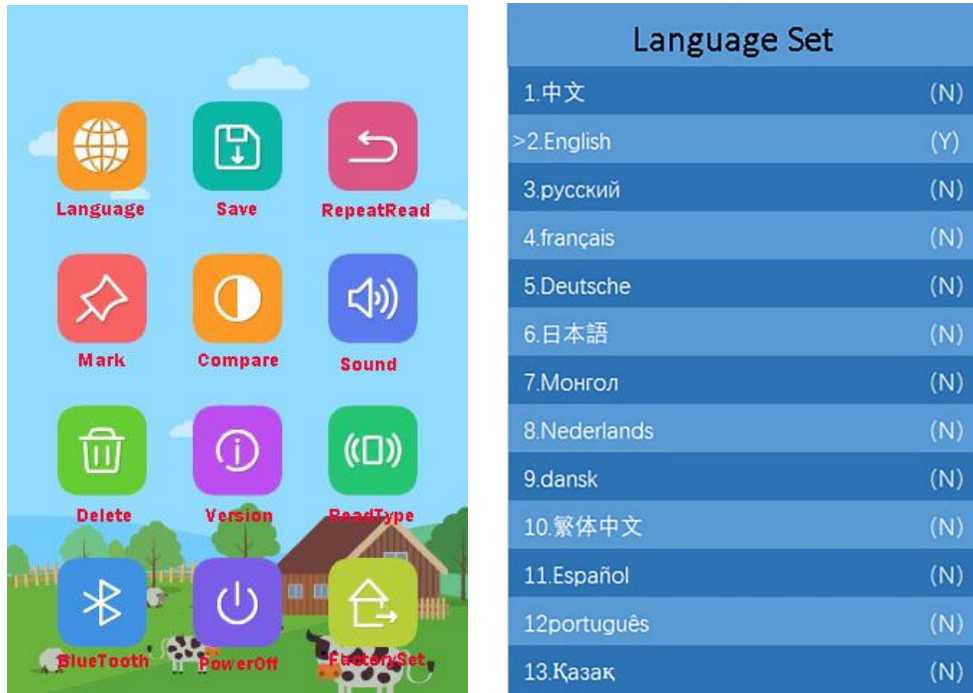 Language
Save
RepeatRead
Mark
Compare
Sound
Delete
Version
ReadType
BlueTooth
PowerOff
FactorySet
Language Set
1.中文 (N)
>2.English (Y)
3.русский (N)
4.français (N)
5.Deutsche (N)
6.日本語 (N)
7.Монгол (N)
8.Nederlands (N)
9.dansk (N)
10.繁体中文 (N)
11.Español (N)
12português (N)
13.Қазақ (N)